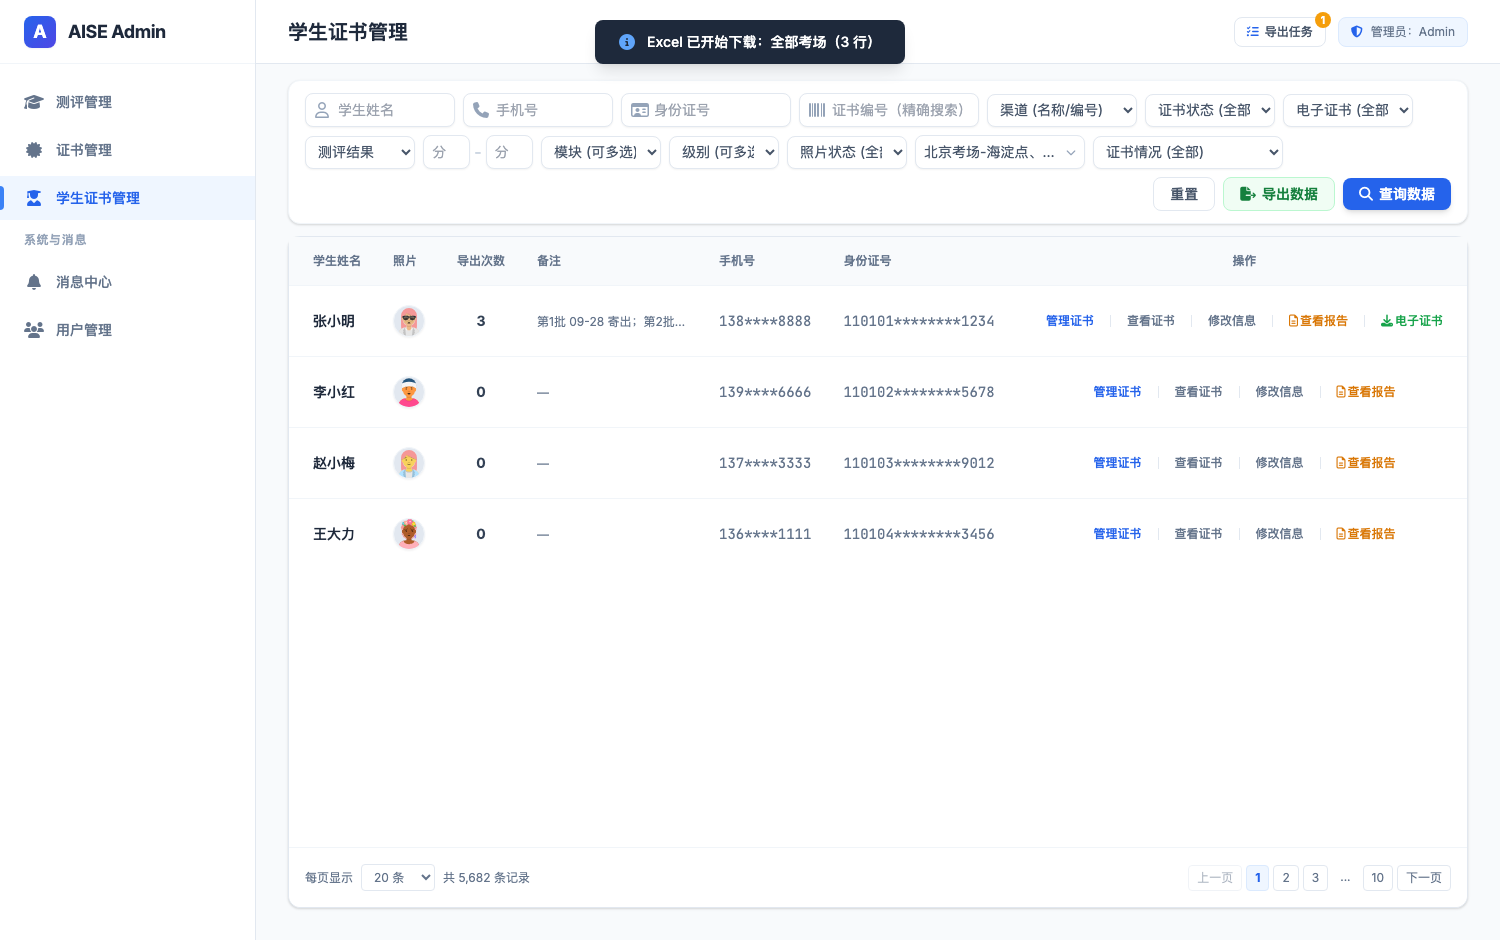 A AISE Admin
测评管理
证书管理
学生证书管理
系统与消息
消息中心
用户管理
学生证书管理
Excel 已开始下载：全部考场（3 行）
导出任务 1
管理员：Admin
学生姓名 手机号 身份证号 证书编号（精确搜索） 渠道 (名称/编号) 证书状态 (全部 电子证书 (全部
测评结果 分 - 分 模块 (可多选) 级别 (可多选 照片状态 (全部 北京考场-海淀点、... 证书情况 (全部)
重置 导出数据 查询数据
学生姓名 照片 导出次数 备注 手机号 身份证号 操作
张小明 3 第1批 09-28 寄出；第2批... 138****8888 110101********1234 管理证书 查看证书 修改信息 查看报告 电子证书
李小红 0 — 139****6666 110102********5678 管理证书 查看证书 修改信息 查看报告
赵小梅 0 — 137****3333 110103********9012 管理证书 查看证书 修改信息 查看报告
王大力 0 — 136****1111 110104********3456 管理证书 查看证书 修改信息 查看报告
每页显示 20 条 共 5,682 条记录 上一页 1 2 3 ... 10 下一页